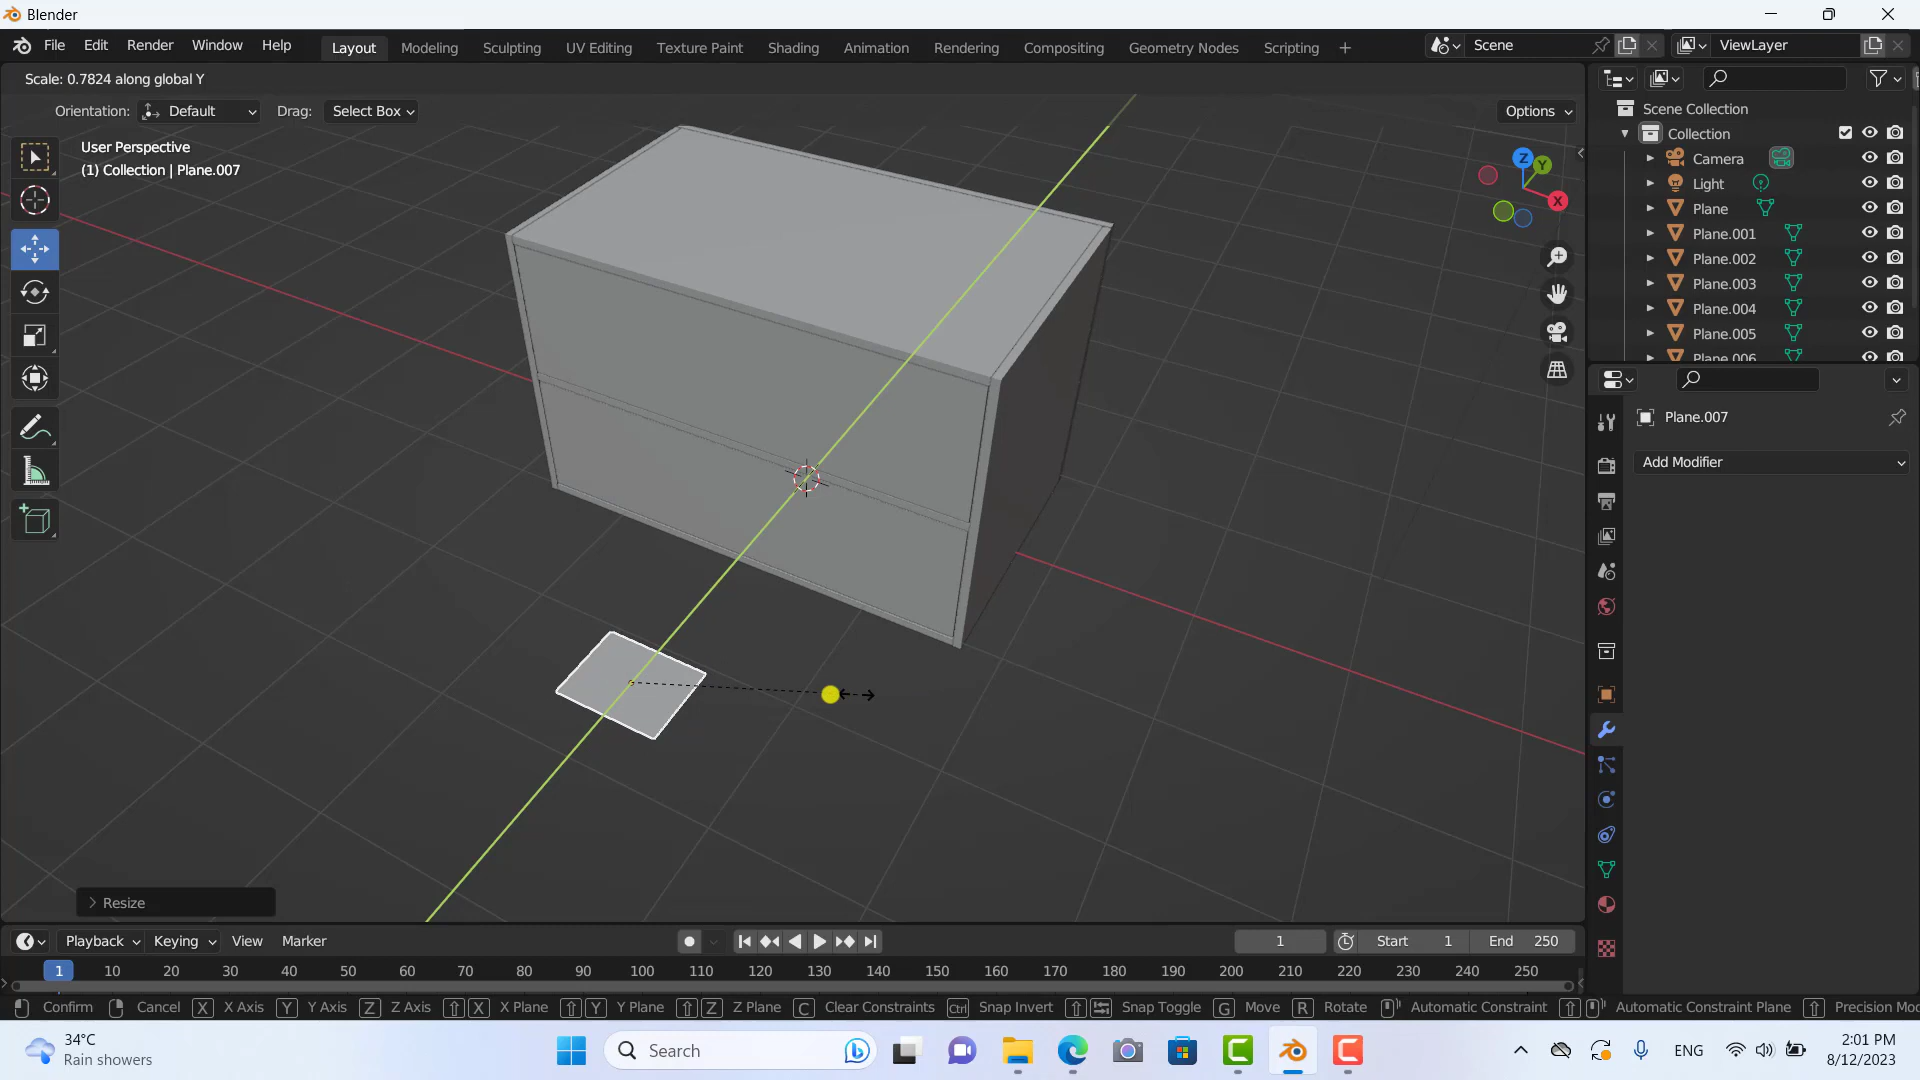 Blender
File Edit Render Window Help Layout Modeling Sculpting UV Editing Texture Paint Shading Animation Rendering Compositing Geometry Nodes Scripting + Scene ViewLayer
Scale: 0.7824 along global Y
Orientation: Default Drag: Select Box Options
User Perspective
(1) Collection | Plane.007
Z
Y
X
Scene Collection
Collection
Camera
Light
Plane
Plane.001
Plane.002
Plane.003
Plane.004
Plane.005
Plane.006
Plane.007
Add Modifier
Resize
Playback Keying View Marker 1 Start 1 End 250
1 10 20 30 40 50 60 70 80 90 100 110 120 130 140 150 160 170 180 190 200 210 220 230 240 250
Confirm Cancel X X Axis Y Y Axis Z Z Axis X X Plane Y Y Plane Z Z Plane C Clear Constraints Ctrl Snap Invert Snap Toggle G Move R Rotate Automatic Constraint Automatic Constraint Plane Precision Mod
34°C
Rain showers
Search
ENG
2:01 PM
8/12/2023